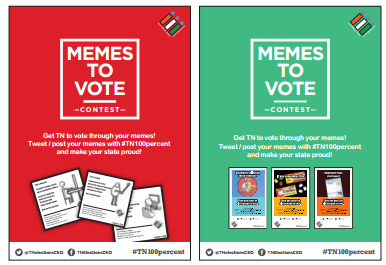 MEMES
TO
VOTE
CONTEST
Get TN to vote through your memes!
Tweet / post your memes with #TN100percent
and make your state proud!
@TNelectionsCEO
@TNElectionsCEO
#TN100percent
MEMES
TO
VOTE
CONTEST
Get TN to vote through your memes!
Tweet / post your memes with #TN100percent
and make your state proud!
@TNelectionsCEO
@TNElectionsCEO
#TN100percent